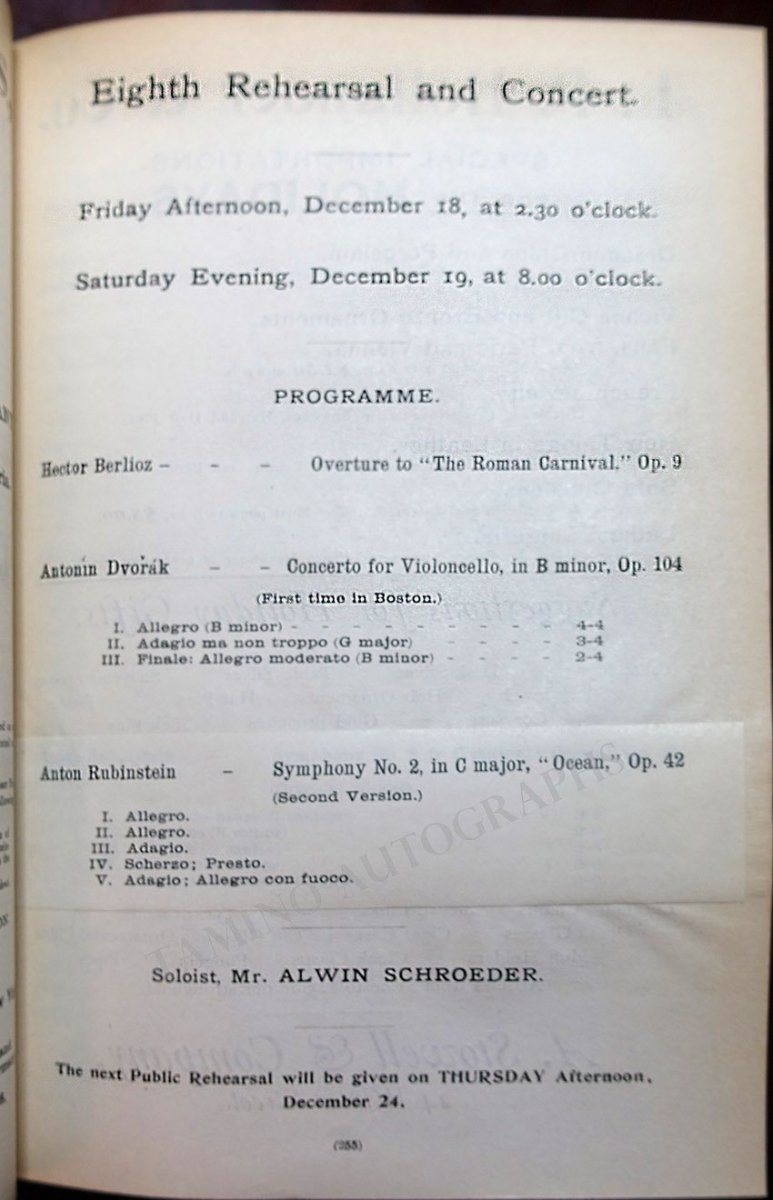 Eighth Rehearsal and Concert.
Friday Afternoon, December 18, at 2.30 o'clock.
Saturday Evening, December 19, at 8.00 o'clock.
PROGRAMME.
Hector Berlioz - - - Overture to "The Roman Carnival," Op. 9
Antonín Dvořák - - Concerto for Violoncello, in B minor, Op. 104
(First time in Boston.)
I. Allegro (B minor) - - - - - - - - - 4-4
II. Adagio ma non troppo (G major) - - - - 3-4
III. Finale: Allegro moderato (B minor) - - - - 2-4
Anton Rubinstein - Symphony No. 2, in C major, "Ocean," Op. 42
(Second Version.)
I. Allegro.
II. Allegro.
III. Adagio.
IV. Scherzo; Presto.
V. Adagio; Allegro con fuoco.
TAMINO AUTOGRAPHS
Soloist, Mr. ALWIN SCHROEDER.
The next Public Rehearsal will be given on THURSDAY Afternoon,
December 24.
(255)